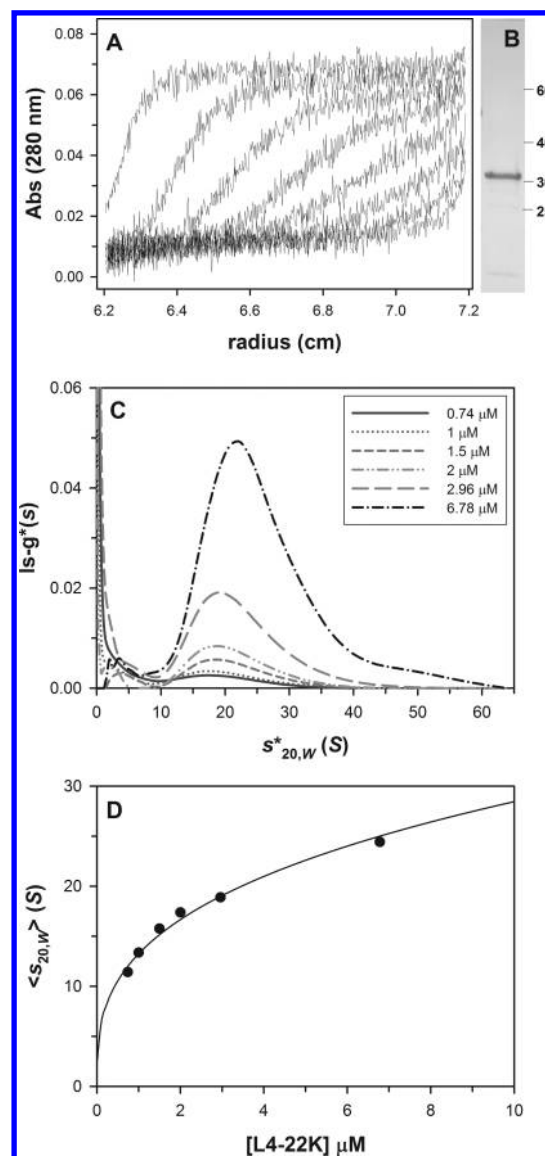 A
B
Abs (280 nm)
0.08
0.06
0.04
0.02
0.00
6.2 6.4 6.6 6.8 7.0 7.2
radius (cm)
30
C
ls-g*(s)
0.06
0.04
0.02
0.00
0.74 µM
1 µM
1.5 µM
2 µM
2.96 µM
6.78 µM
0 10 20 30 40 50 60
s*20,W (S)
D
<s20,W> (S)
30
20
10
0
0 2 4 6 8 10
[L4-22K] µM